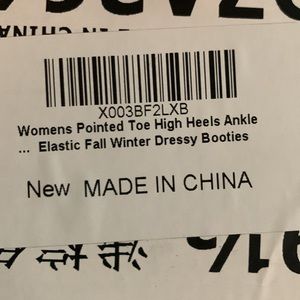 X003BF2LXB
Womens Pointed Toe High Heels Ankle
... Elastic Fall Winter Dressy Booties
New MADE IN CHINA